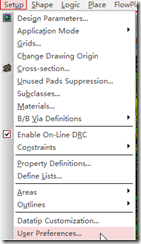 Setup Shape Logic Place FlowPl
Design Parameters...
Application Mode
Grids...
Change Drawing Origin
Cross-section...
Unused Pads Suppression...
Subclasses...
Materials...
B/B Via Definitions
Enable On-Line DRC
Constraints
Property Definitions...
Define Lists...
Areas
Outlines
Datatip Customization...
User Preferences...